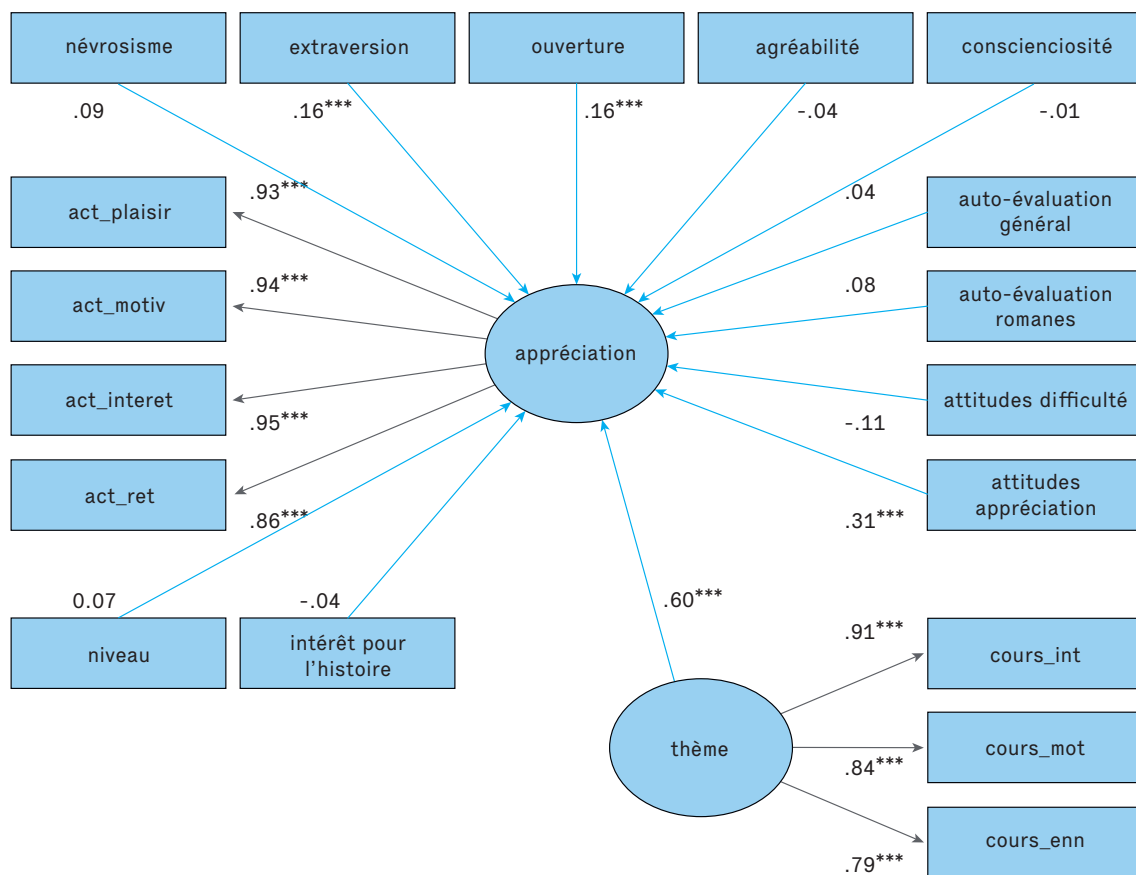 névrosisme
extraversion
ouverture
agréabilité
conscienciosité
.09
.16***
.16***
-.04
-.01
act_plaisir
.93***
.04
auto-évaluation
général
act_motiv
.94***
.08
auto-évaluation
romanes
appréciation
act_interet
.95***
-.11
attitudes difficulté
act_ret
.86***
.31***
attitudes
appréciation
0.07
-.04
.60***
niveau
intérêt pour
l'histoire
.91***
cours_int
thème
.84***
cours_mot
.79***
cours_enn